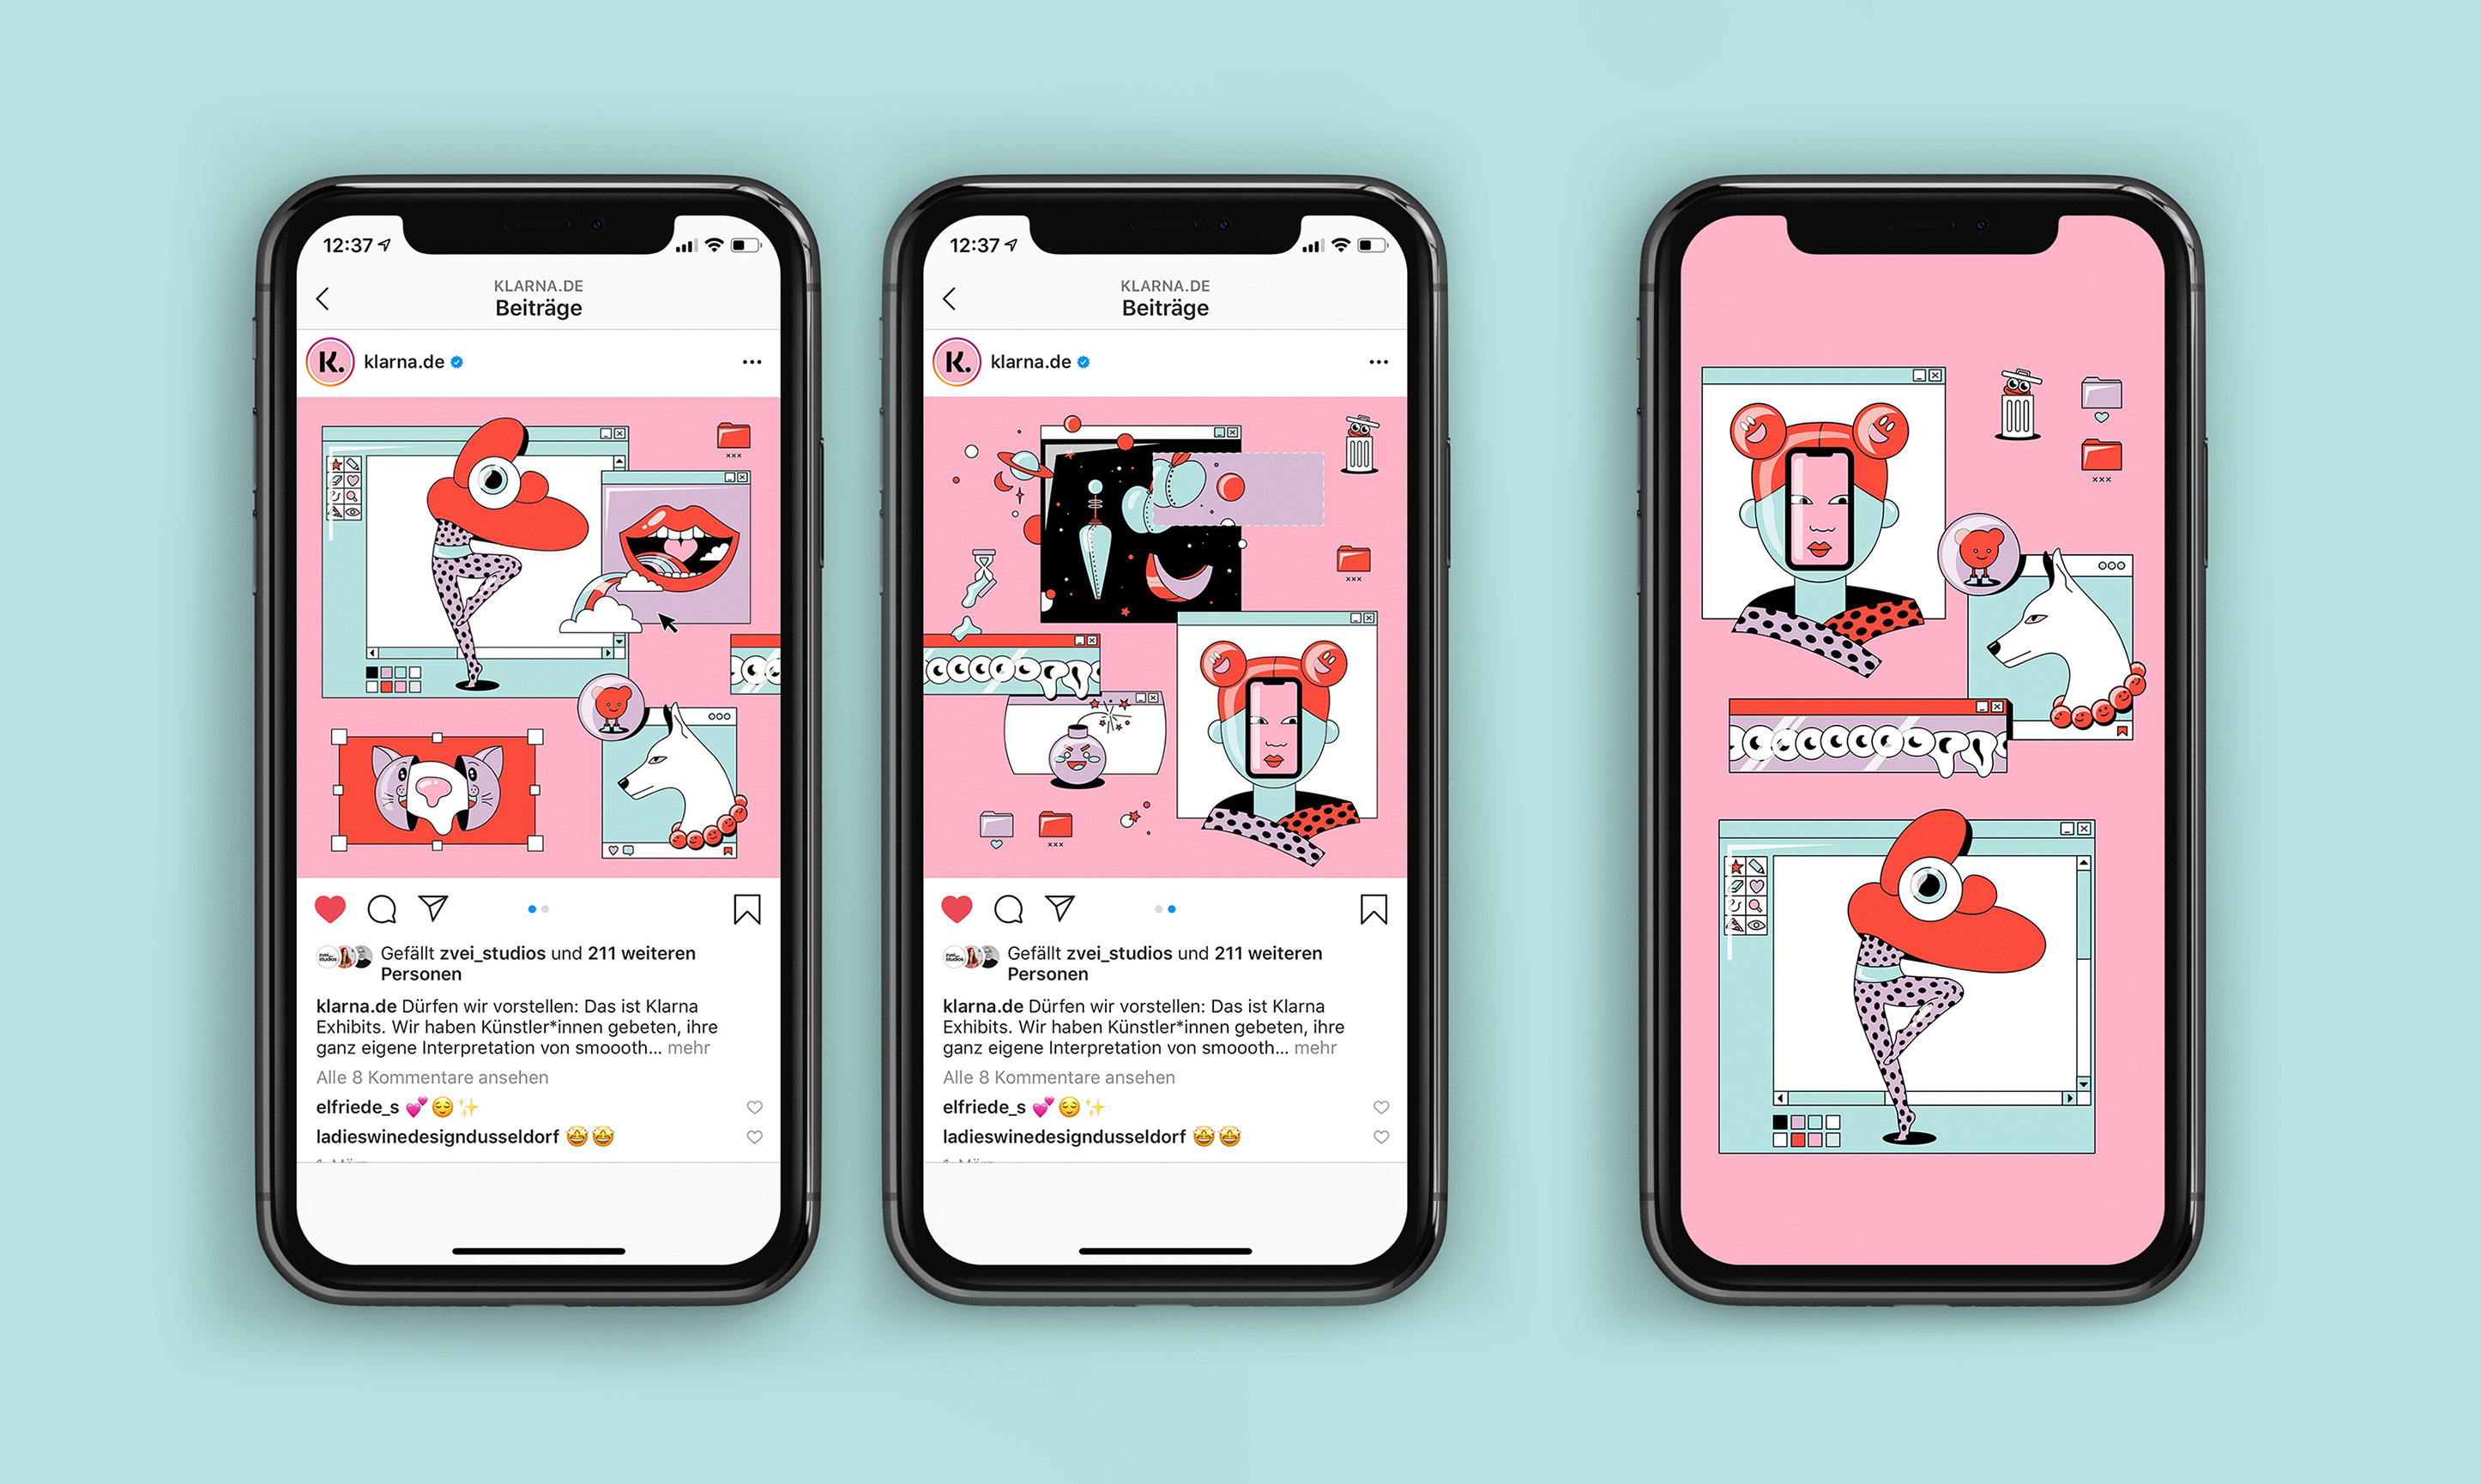 12:37
KLARNA.DE
Beiträge
K.
klarna.de
xxx
Gefällt zvei_studios und 211 weiteren
Personen
klarna.de Dürfen wir vorstellen: Das ist Klarna
Exhibits. Wir haben Künstler*innen gebeten, ihre
ganz eigene Interpretation von smoooth... mehr
Alle 8 Kommentare ansehen
elfriede_s 💕😌✨
ladieswinedesigndusseldorf 🤩🤩
12:37
KLARNA.DE
Beiträge
K.
klarna.de
xxx
xxx
Gefällt zvei_studios und 211 weiteren
Personen
klarna.de Dürfen wir vorstellen: Das ist Klarna
Exhibits. Wir haben Künstler*innen gebeten, ihre
ganz eigene Interpretation von smoooth... mehr
Alle 8 Kommentare ansehen
elfriede_s 💕😌✨
ladieswinedesigndusseldorf 🤩🤩
xxx